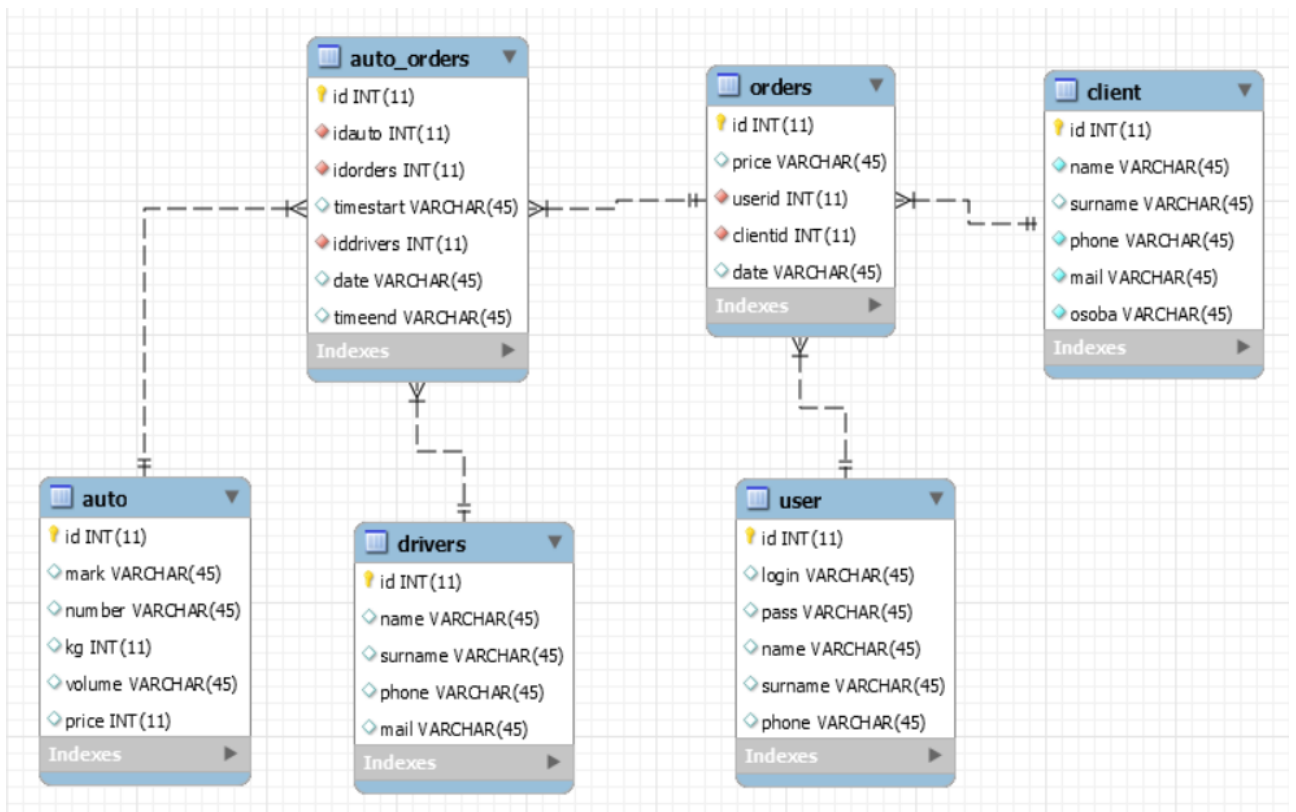 auto_orders
id INT(11)
idauto INT(11)
idorders INT(11)
timestart VARCHAR(45)
iddrivers INT(11)
date VARCHAR(45)
timeend VARCHAR(45)
Indexes
orders
id INT(11)
price VARCHAR(45)
userid INT(11)
clientid INT(11)
date VARCHAR(45)
Indexes
client
id INT(11)
name VARCHAR(45)
surname VARCHAR(45)
phone VARCHAR(45)
mail VARCHAR(45)
osoba VARCHAR(45)
Indexes
auto
id INT(11)
mark VARCHAR(45)
number VARCHAR(45)
kg INT(11)
volume VARCHAR(45)
price INT(11)
Indexes
drivers
id INT(11)
name VARCHAR(45)
surname VARCHAR(45)
phone VARCHAR(45)
mail VARCHAR(45)
Indexes
user
id INT(11)
login VARCHAR(45)
pass VARCHAR(45)
name VARCHAR(45)
surname VARCHAR(45)
phone VARCHAR(45)
Indexes